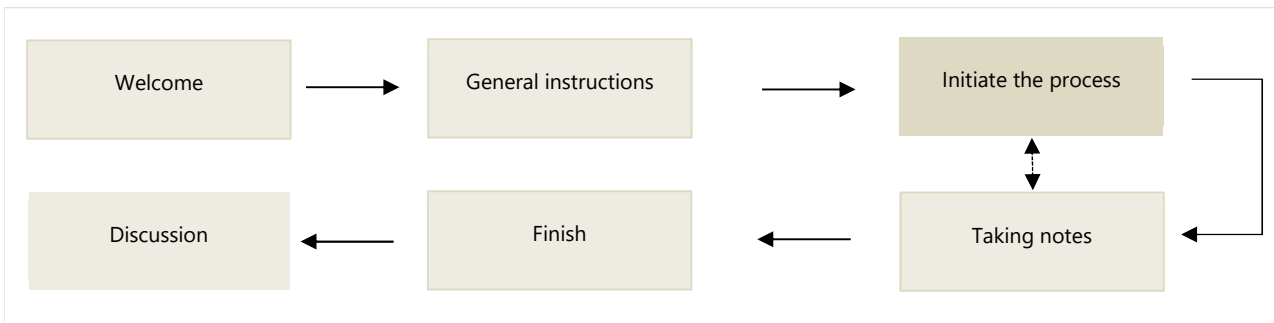 Welcome
General instructions
Initiate the process
Discussion
Finish
Taking notes